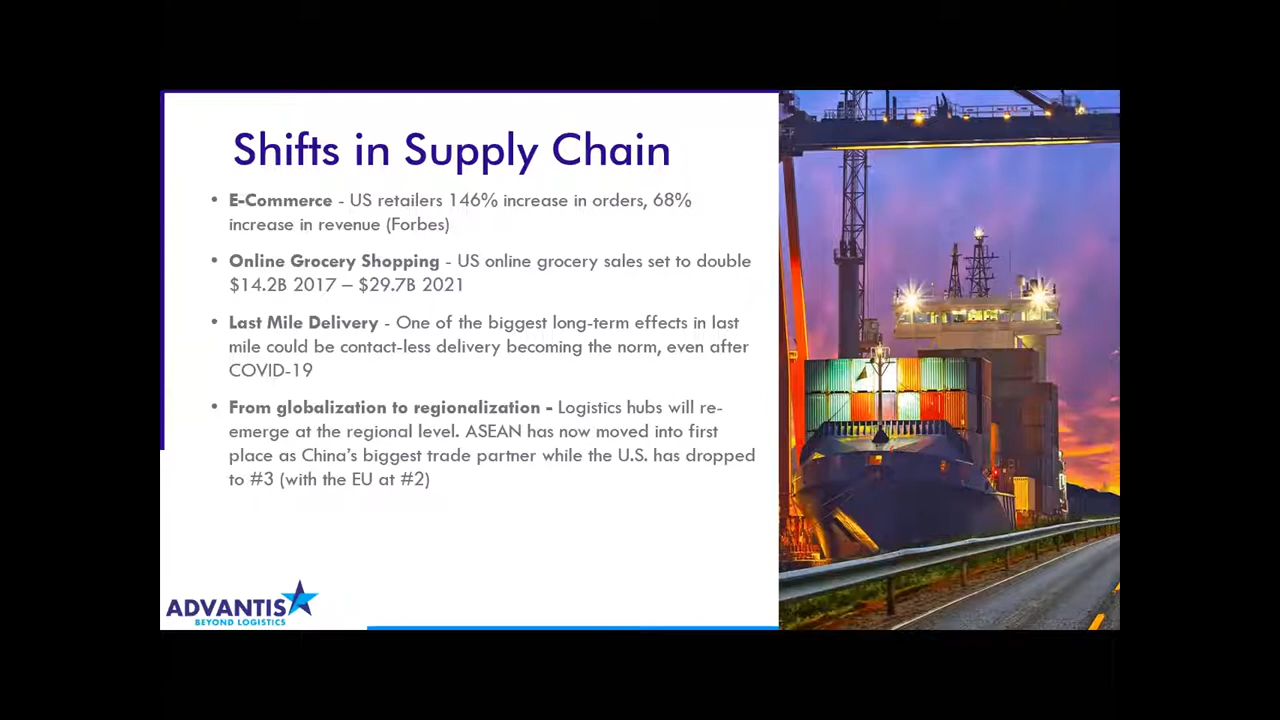 Shifts in Supply Chain
• E-Commerce - US retailers 146% increase in orders, 68%
increase in revenue (Forbes)
• Online Grocery Shopping - US online grocery sales set to double
$14.2B 2017 – $29.7B 2021
• Last Mile Delivery - One of the biggest long-term effects in last
mile could be contact-less delivery becoming the norm, even after
COVID-19
• From globalization to regionalization - Logistics hubs will re-
emerge at the regional level. ASEAN has now moved into first
place as China’s biggest trade partner while the U.S. has dropped
to #3 (with the EU at #2)
ADVANTIS
BEYOND LOGISTICS